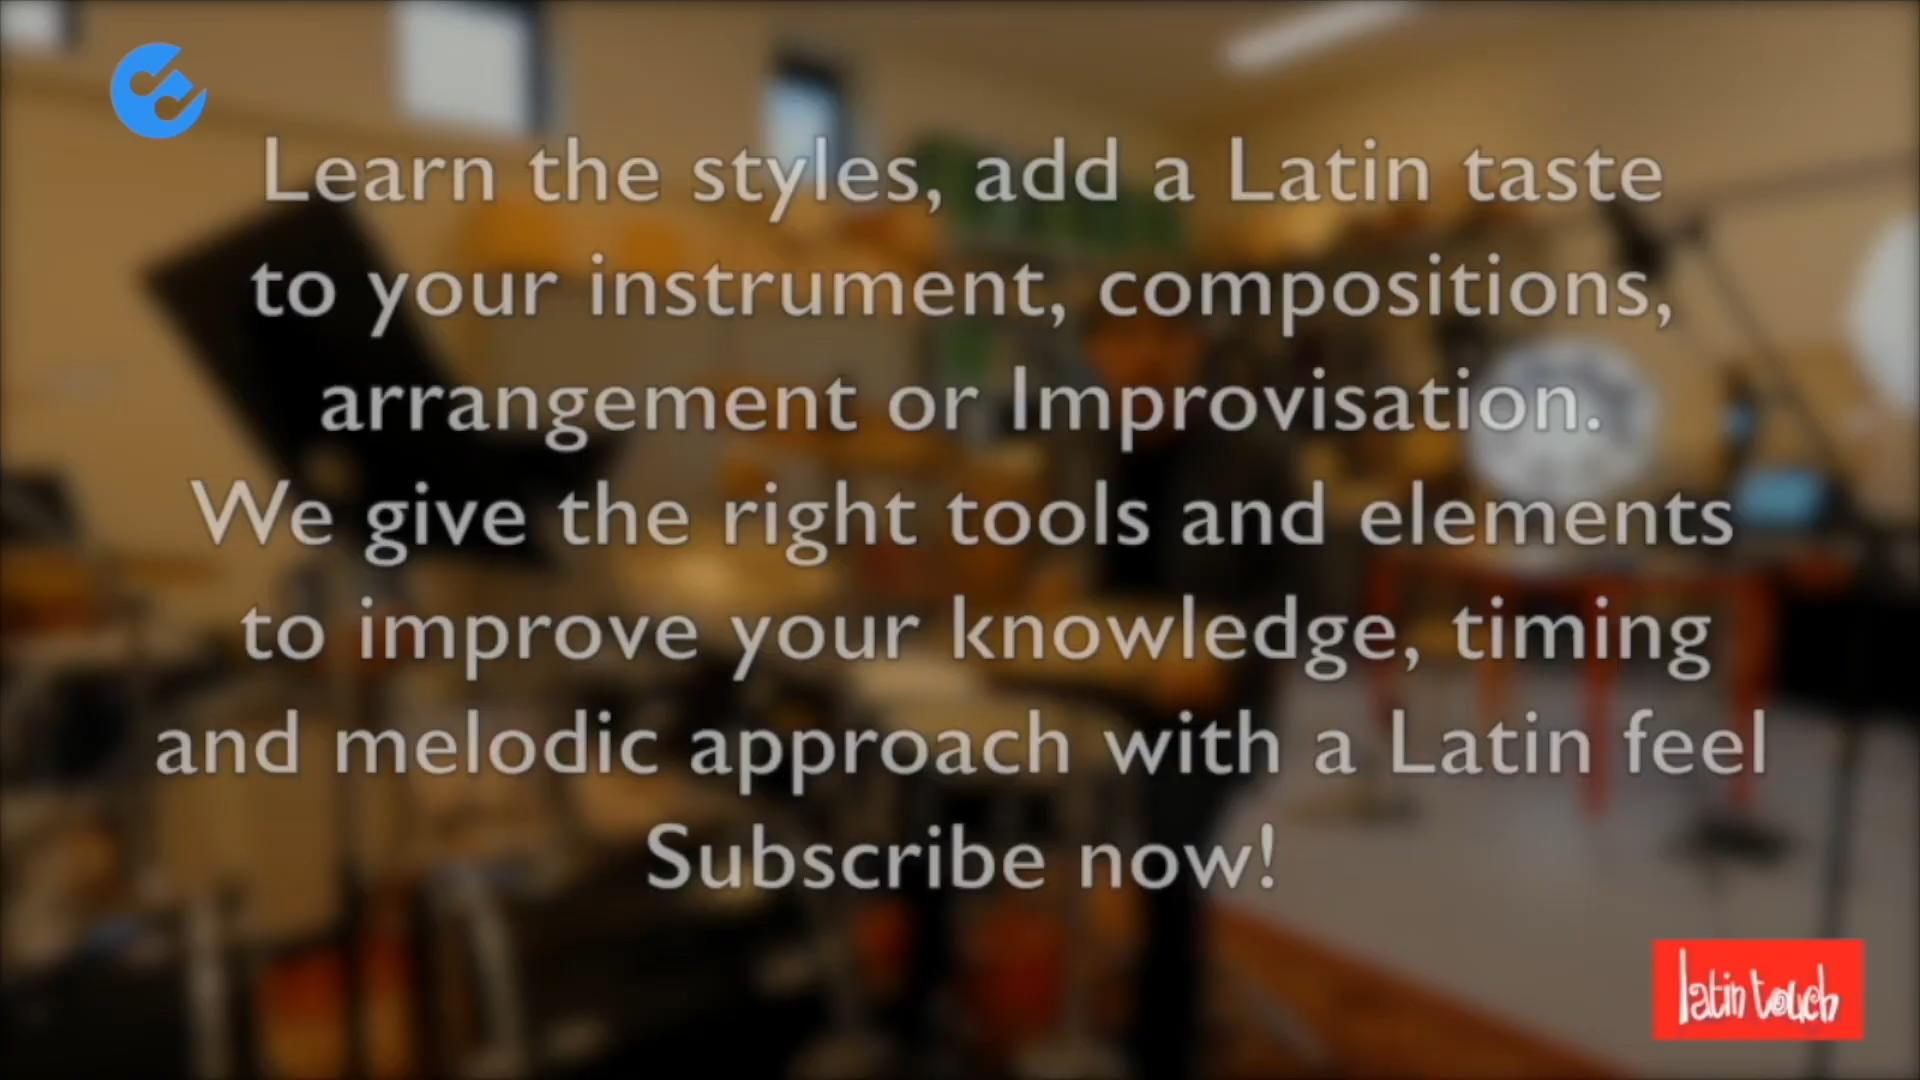 Learn the styles, add a Latin taste
to your instrument, compositions,
arrangement or Improvisation.
We give the right tools and elements
to improve your knowledge, timing
and melodic approach with a Latin feel
Subscribe now!
latin touch